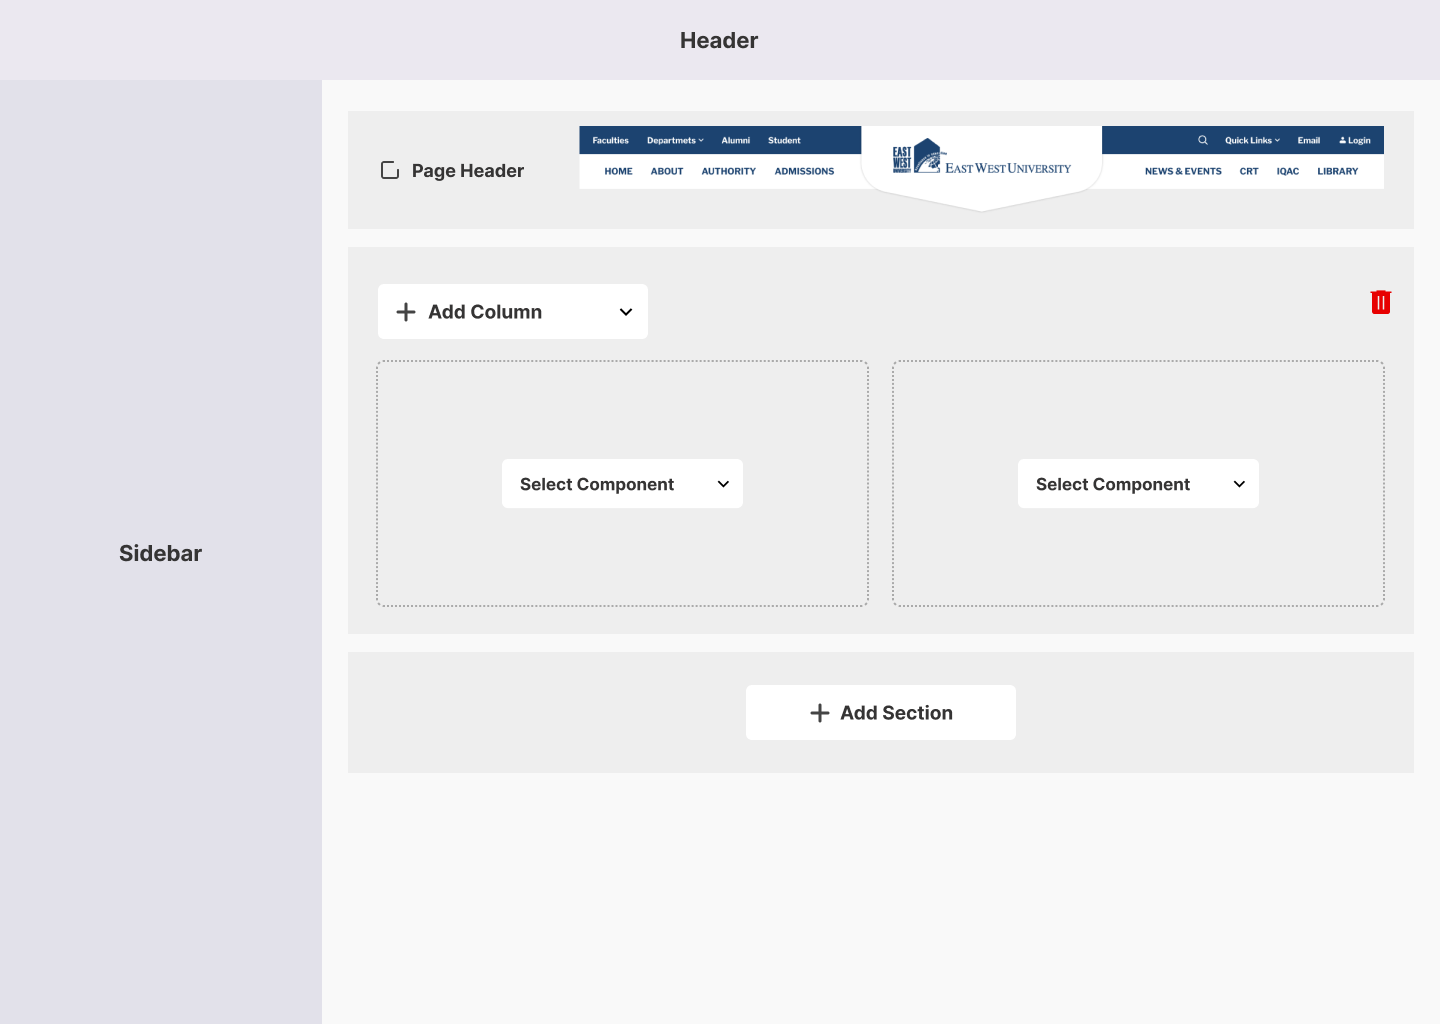 Header
Sidebar
Page Header
Faculties Departmets Alumni Student
Quick Links Email Login
HOME ABOUT AUTHORITY ADMISSIONS
EAST
WEST
UNIVERSITY
EAST WEST UNIVERSITY
NEWS & EVENTS CRT IQAC LIBRARY
Add Column
Select Component
Select Component
Add Section